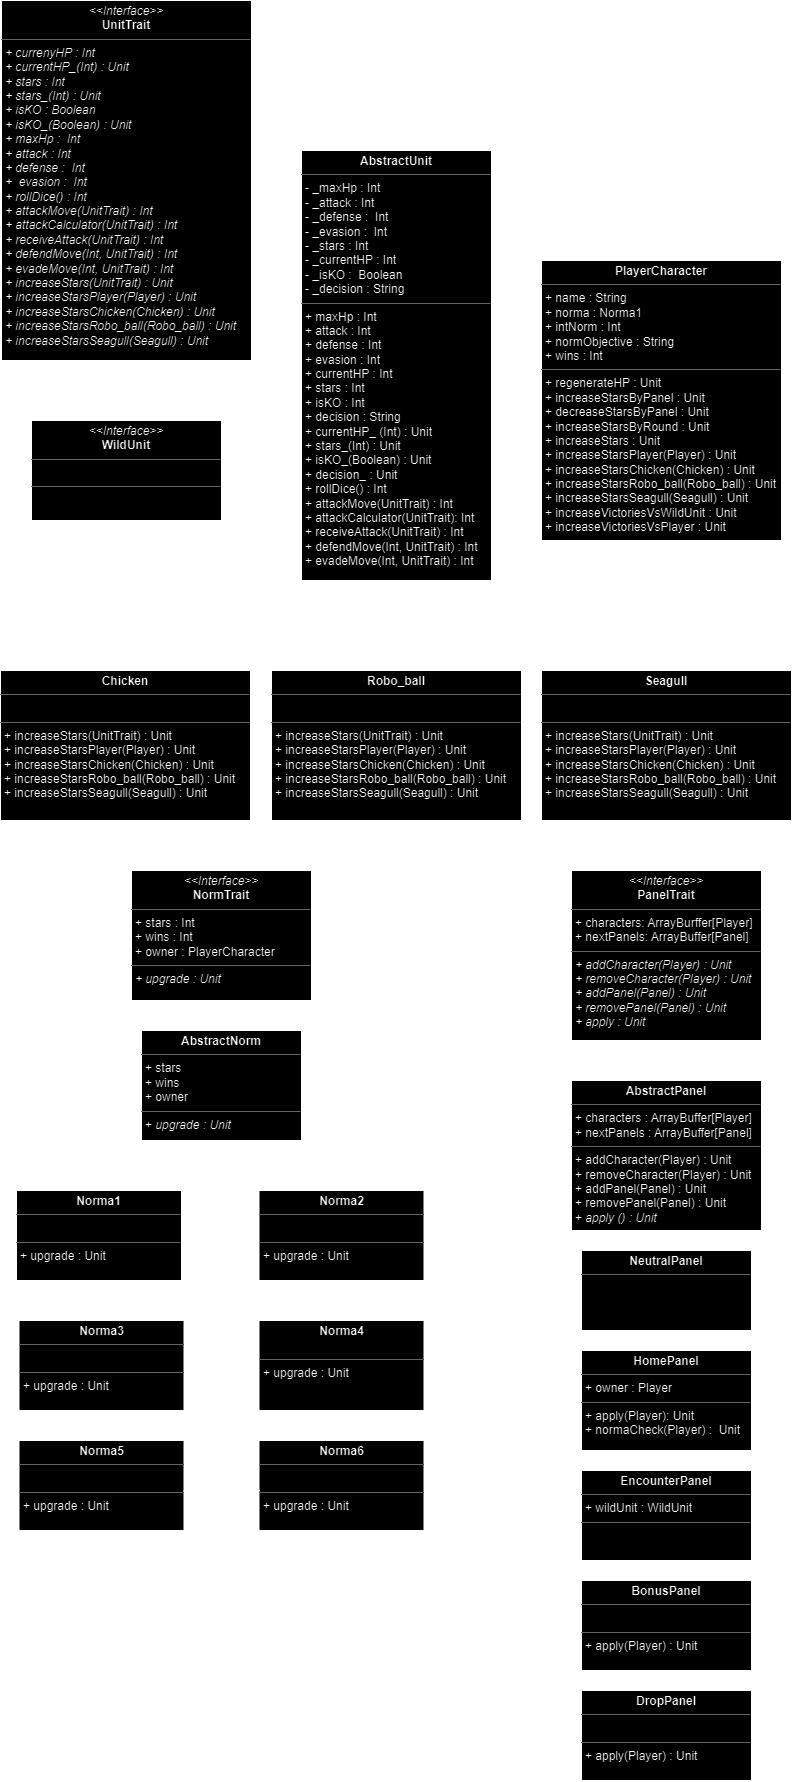 <<Interface>>
UnitTrait
+ currenyHP : Int
+ currentHP_(Int) : Unit
+ stars : Int
+ stars_(Int) : Unit
+ isKO : Boolean
+ isKO_(Boolean) : Unit
+ maxHp :  Int
+ attack : Int
+ defense :  Int
+  evasion :  Int
+ rollDice() : Int
+ attackMove(UnitTrait) : Int
+ attackCalculator(UnitTrait) : Int
+ receiveAttack(UnitTrait) : Int
+ defendMove(Int, UnitTrait) : Int
+ evadeMove(Int, UnitTrait) : Int
+ increaseStars(UnitTrait) : Unit
+ increaseStarsPlayer(Player) : Unit
+ increaseStarsChicken(Chicken) : Unit
+ increaseStarsRobo_ball(Robo_ball) : Unit
+ increaseStarsSeagull(Seagull) : Unit
<<Interface>>
WildUnit
AbstractUnit
- _maxHp : Int
- _attack : Int
- _defense :  Int
- _evasion :  Int
- _stars : Int
- _currentHP : Int
- _isKO :  Boolean
- _decision : String
+ maxHp : Int
+ attack : Int
+ defense : Int
+ evasion : Int
+ currentHP : Int
+ stars : Int
+ isKO : Int
+ decision : String
+ currentHP_ (Int) : Unit
+ stars_(Int) : Unit
+ isKO_(Boolean) : Unit
+ decision_ : Unit
+ rollDice() : Int
+ attackMove(UnitTrait) : Int
+ attackCalculator(UnitTrait): Int
+ receiveAttack(UnitTrait) : Int
+ defendMove(Int, UnitTrait) : Int
+ evadeMove(Int, UnitTrait) : Int
PlayerCharacter
+ name : String
+ norma : Norma1
+ intNorm : Int
+ normObjective : String
+ wins : Int
+ regenerateHP : Unit
+ increaseStarsByPanel : Unit
+ decreaseStarsByPanel : Unit
+ increaseStarsByRound : Unit
+ increaseStars : Unit
+ increaseStarsPlayer(Player) : Unit
+ increaseStarsChicken(Chicken) : Unit
+ increaseStarsRobo_ball(Robo_ball) : Unit
+ increaseStarsSeagull(Seagull) : Unit
+ increaseVictoriesVsWildUnit : Unit
+ increaseVictoriesVsPlayer : Unit
Chicken
+ increaseStars(UnitTrait) : Unit
+ increaseStarsPlayer(Player) : Unit
+ increaseStarsChicken(Chicken) : Unit
+ increaseStarsRobo_ball(Robo_ball) : Unit
+ increaseStarsSeagull(Seagull) : Unit
Robo_ball
+ increaseStars(UnitTrait) : Unit
+ increaseStarsPlayer(Player) : Unit
+ increaseStarsChicken(Chicken) : Unit
+ increaseStarsRobo_ball(Robo_ball) : Unit
+ increaseStarsSeagull(Seagull) : Unit
Seagull
+ increaseStars(UnitTrait) : Unit
+ increaseStarsPlayer(Player) : Unit
+ increaseStarsChicken(Chicken) : Unit
+ increaseStarsRobo_ball(Robo_ball) : Unit
+ increaseStarsSeagull(Seagull) : Unit
<<Interface>>
NormTrait
+ stars : Int
+ wins : Int
+ owner : PlayerCharacter
+ upgrade : Unit
AbstractNorm
+ stars
+ wins
+ owner
+ upgrade : Unit
Norma1
+ upgrade : Unit
Norma2
+ upgrade : Unit
Norma3
+ upgrade : Unit
Norma4
+ upgrade : Unit
Norma5
+ upgrade : Unit
Norma6
+ upgrade : Unit
<<Interface>>
PanelTrait
+ characters: ArrayBurffer[Player]
+ nextPanels: ArrayBuffer[Panel]
+ addCharacter(Player) : Unit
+ removeCharacter(Player) : Unit
+ addPanel(Panel) : Unit
+ removePanel(Panel) : Unit
+ apply : Unit
AbstractPanel
+ characters : ArrayBuffer[Player]
+ nextPanels : ArrayBuffer[Panel]
+ addCharacter(Player) : Unit
+ removeCharacter(Player) : Unit
+ addPanel(Panel) : Unit
+ removePanel(Panel) : Unit
+ apply () : Unit
NeutralPanel
HomePanel
+ owner : Player
+ apply(Player): Unit
+ normaCheck(Player) :  Unit
EncounterPanel
+ wildUnit : WildUnit
BonusPanel
+ apply(Player) : Unit
DropPanel
+ apply(Player) : Unit